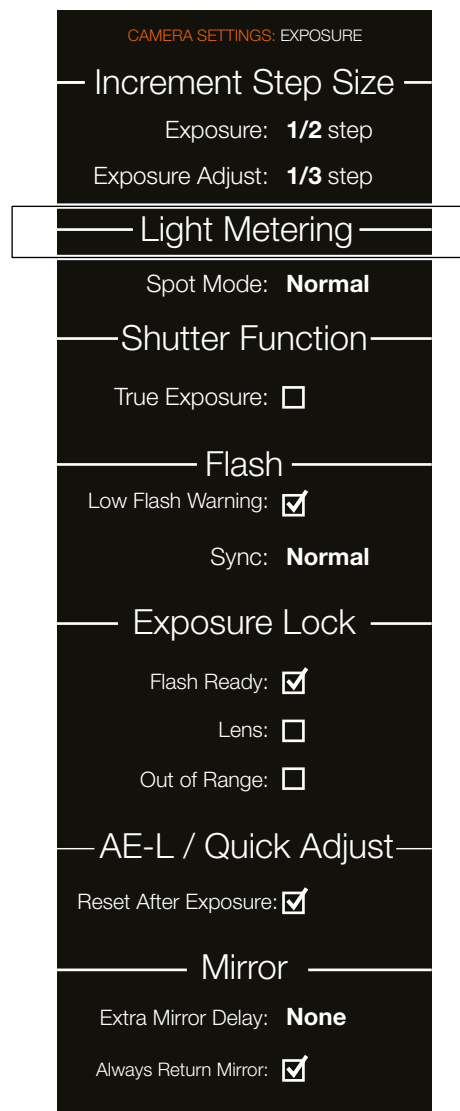 CAMERA SETTINGS: EXPOSURE
Increment Step Size
Exposure: 1/2 step
Exposure Adjust: 1/3 step
Light Metering
Spot Mode: Normal
Shutter Function
True Exposure:
Flash
Low Flash Warning:
Sync: Normal
Exposure Lock
Flash Ready:
Lens:
Out of Range:
AE-L / Quick Adjust
Reset After Exposure:
Mirror
Extra Mirror Delay: None
Always Return Mirror: